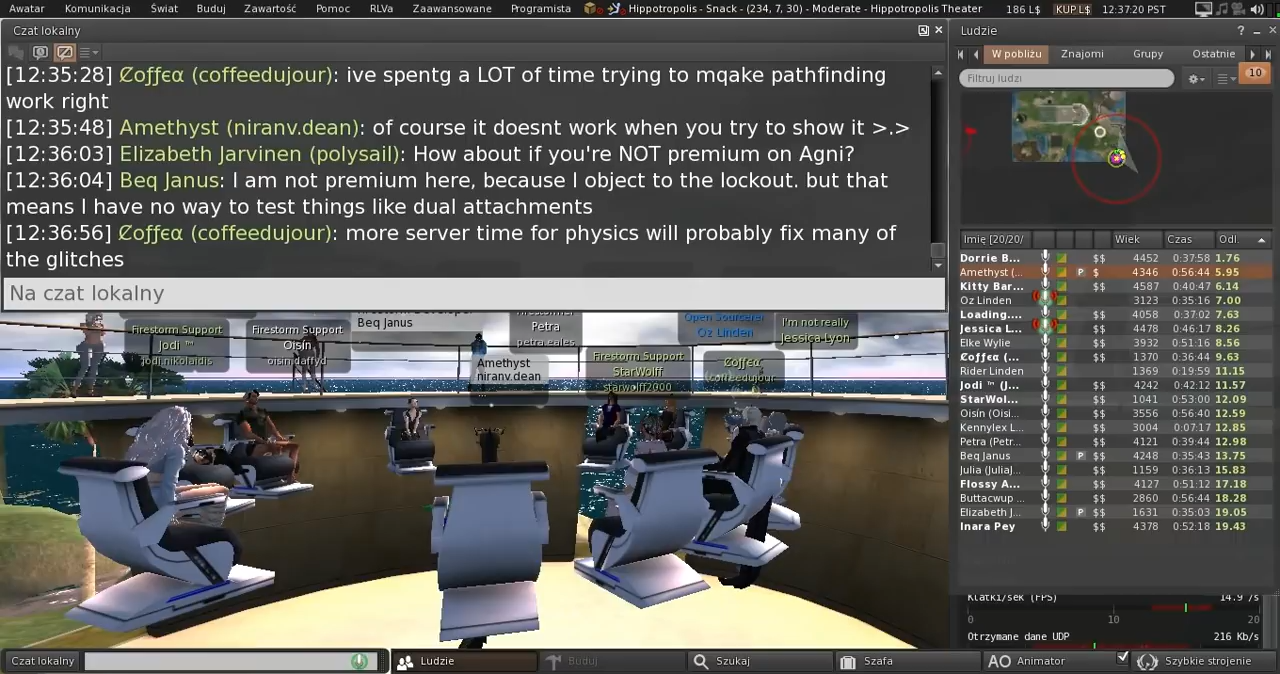 Awatar Komunikacja Świat Buduj Zawartość Pomoc RLVa Zaawansowane Programista Hippotropolis - Snack - (234, 7, 30) - Moderate - Hippotropolis Theater 186 L$ KUP L$ 12:37:20 PST
Czat lokalny
[12:35:28] Ȼσƒƒєα (coffeedujour): ive spentg a LOT of time trying to mqake pathfinding
work right
[12:35:48] Amethyst (niranv.dean): of course it doesnt work when you try to show it >.>
[12:36:03] Elizabeth Jarvinen (polysail): How about if you're NOT premium on Agni?
[12:36:04] Beq Janus: I am not premium here, because I object to the lockout. but that
means I have no way to test things like dual attachments
[12:36:56] Ȼσƒƒєα (coffeedujour): more server time for physics will probably fix many of
the glitches
Na czat lokalny
Firestorm Support
Jodi ™
jodi.nikolaidis
Firestorm Support
Oisín
oisin.daffyd
Beq Janus
Amethyst
niranv.dean
Petra
petra.eales
Firestorm Support
StarWolff
starwolff2000
Open Sourcerer
Oz Linden
Ȼσƒƒєα
coffeedujour
I'm not really
Jessica Lyon
Ludzie
W pobliżu Znajomi Grupy Ostatnie
10
Filtruj ludzi
Imię [20/20/ Wiek Czas Odl.
Dorrie B... $$ 4452 0:37:58 1.76
Amethyst (... P $ 4346 0:56:44 5.95
Kitty Bar... $$ 4587 0:40:47 6.14
Oz Linden 3123 0:35:16 7.00
Loading.... $$ 4058 0:37:02 7.63
Jessica L... $$ 4478 0:46:17 8.26
Elke Wylie $$ 3932 0:51:16 8.56
Ȼσƒƒєα (... $$ 1370 0:36:44 9.63
Rider Linden 1369 0:19:59 11.15
Jodi ™ (J... $$ 4242 0:42:12 11.57
StarWol... $$ 1041 0:53:00 12.09
Oisín (Oisi... $$ 3556 0:56:40 12.59
Kennylex L... $$ 3004 0:07:17 12.85
Petra (Petr... $$ 4121 0:39:44 12.98
Beq Janus P $$ 4248 0:35:43 13.75
Julia (JuliaJ... $$ 1159 0:36:13 15.83
Flossy A... $$ 4127 0:51:12 17.18
Buttacwup ... $$ 2860 0:56:44 18.28
Elizabeth J... P $$ 1631 0:35:03 19.05
Inara Pey $$ 4378 0:52:18 19.43
Klatki/sek (FPS) 14.9 /s
0 10 20
Otrzymane dane UDP 216 Kb/s
Czat lokalny Ludzie Buduj Szukaj Szafa AO Animator Szybkie strojenie